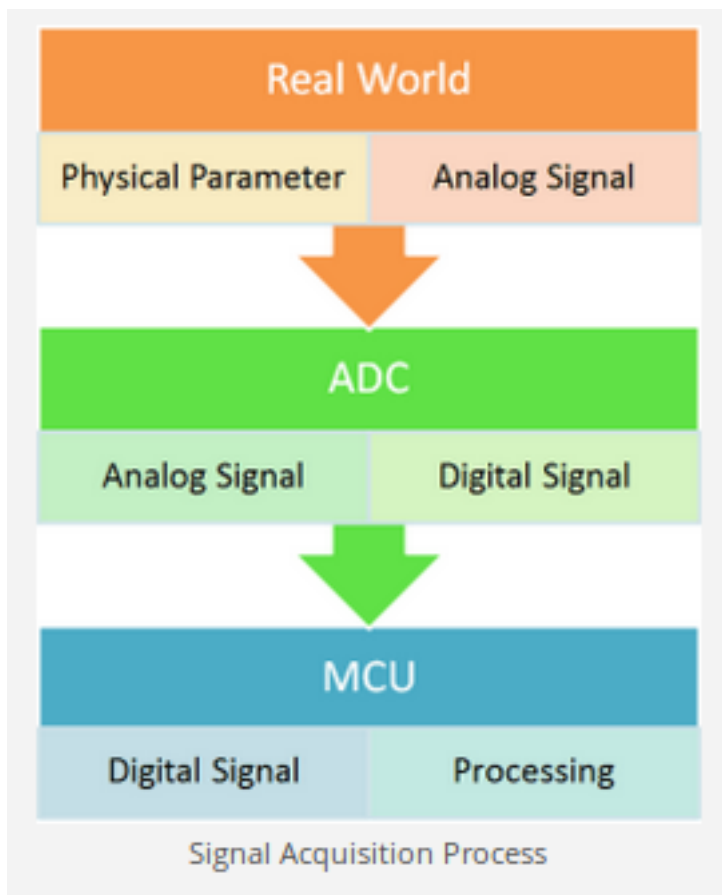 Real World
Physical Parameter Analog Signal
ADC
Analog Signal Digital Signal
MCU
Digital Signal Processing
Signal Acquisition Process